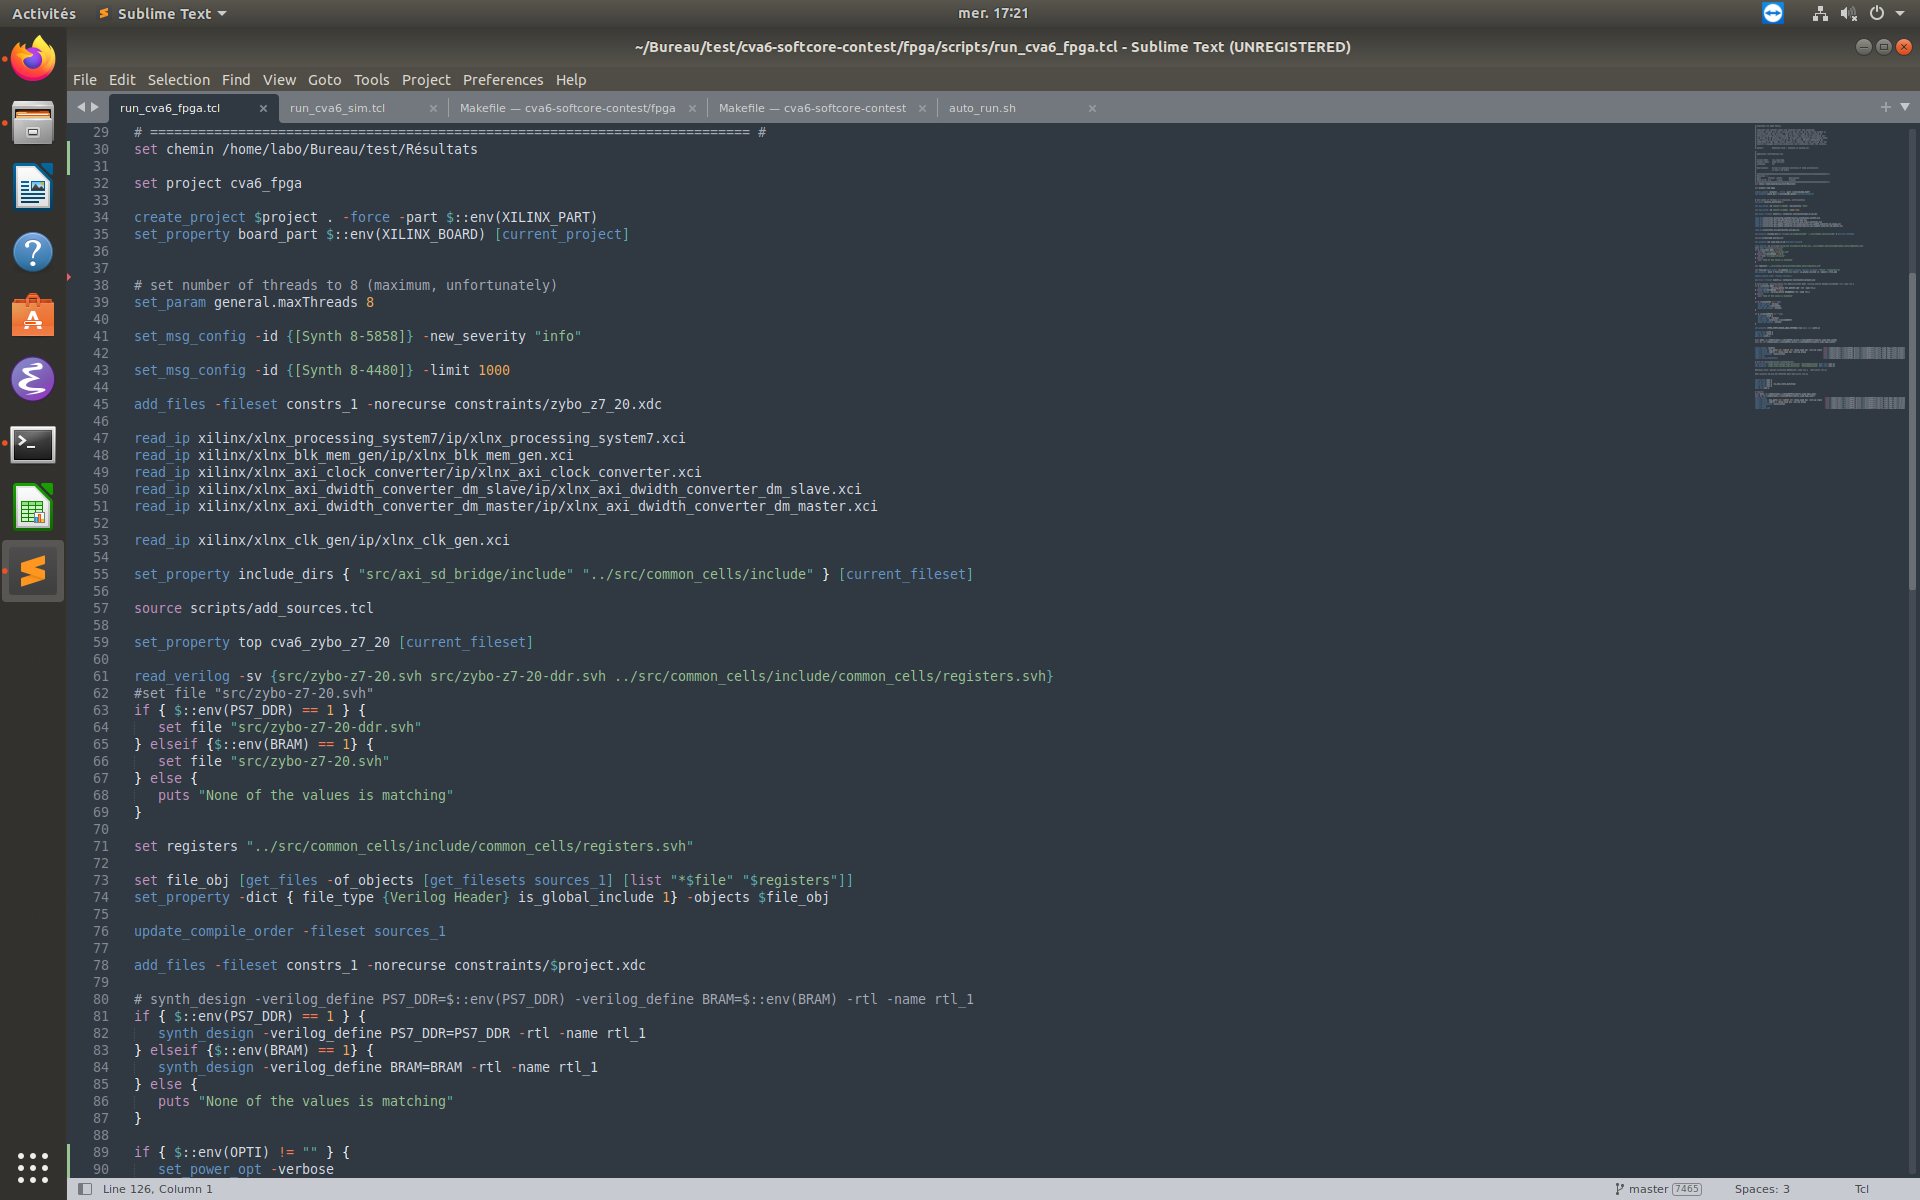 Activités Sublime Text mer. 17:21
~/Bureau/test/cva6-softcore-contest/fpga/scripts/run_cva6_fpga.tcl - Sublime Text (UNREGISTERED)
File Edit Selection Find View Goto Tools Project Preferences Help
run_cva6_fpga.tcl run_cva6_sim.tcl Makefile — cva6-softcore-contest/fpga Makefile — cva6-softcore-contest auto_run.sh
29 # =========================================================================== #
30 set chemin /home/labo/Bureau/test/Résultats
31
32 set project cva6_fpga
33
34 create_project $project . -force -part $::env(XILINX_PART)
35 set_property board_part $::env(XILINX_BOARD) [current_project]
36
37
38 # set number of threads to 8 (maximum, unfortunately)
39 set_param general.maxThreads 8
40
41 set_msg_config -id {[Synth 8-5858]} -new_severity "info"
42
43 set_msg_config -id {[Synth 8-4480]} -limit 1000
44
45 add_files -fileset constrs_1 -norecurse constraints/zybo_z7_20.xdc
46
47 read_ip xilinx/xlnx_processing_system7/ip/xlnx_processing_system7.xci
48 read_ip xilinx/xlnx_blk_mem_gen/ip/xlnx_blk_mem_gen.xci
49 read_ip xilinx/xlnx_axi_clock_converter/ip/xlnx_axi_clock_converter.xci
50 read_ip xilinx/xlnx_axi_dwidth_converter_dm_slave/ip/xlnx_axi_dwidth_converter_dm_slave.xci
51 read_ip xilinx/xlnx_axi_dwidth_converter_dm_master/ip/xlnx_axi_dwidth_converter_dm_master.xci
52
53 read_ip xilinx/xlnx_clk_gen/ip/xlnx_clk_gen.xci
54
55 set_property include_dirs { "src/axi_sd_bridge/include" "../src/common_cells/include" } [current_fileset]
56
57 source scripts/add_sources.tcl
58
59 set_property top cva6_zybo_z7_20 [current_fileset]
60
61 read_verilog -sv {src/zybo-z7-20.svh src/zybo-z7-20-ddr.svh ../src/common_cells/include/common_cells/registers.svh}
62 #set file "src/zybo-z7-20.svh"
63 if { $::env(PS7_DDR) == 1 } {
64 set file "src/zybo-z7-20-ddr.svh"
65 } elseif {$::env(BRAM) == 1} {
66 set file "src/zybo-z7-20.svh"
67 } else {
68 puts "None of the values is matching"
69 }
70
71 set registers "../src/common_cells/include/common_cells/registers.svh"
72
73 set file_obj [get_files -of_objects [get_filesets sources_1] [list "*$file" "$registers"]]
74 set_property -dict { file_type {Verilog Header} is_global_include 1} -objects $file_obj
75
76 update_compile_order -fileset sources_1
77
78 add_files -fileset constrs_1 -norecurse constraints/$project.xdc
79
80 # synth_design -verilog_define PS7_DDR=$::env(PS7_DDR) -verilog_define BRAM=$::env(BRAM) -rtl -name rtl_1
81 if { $::env(PS7_DDR) == 1 } {
82 synth_design -verilog_define PS7_DDR=PS7_DDR -rtl -name rtl_1
83 } elseif {$::env(BRAM) == 1} {
84 synth_design -verilog_define BRAM=BRAM -rtl -name rtl_1
85 } else {
86 puts "None of the values is matching"
87 }
88
89 if { $::env(OPTI) != "" } {
90 set_power_opt -verbose
Line 126, Column 1 master 7465 Spaces: 3 Tcl